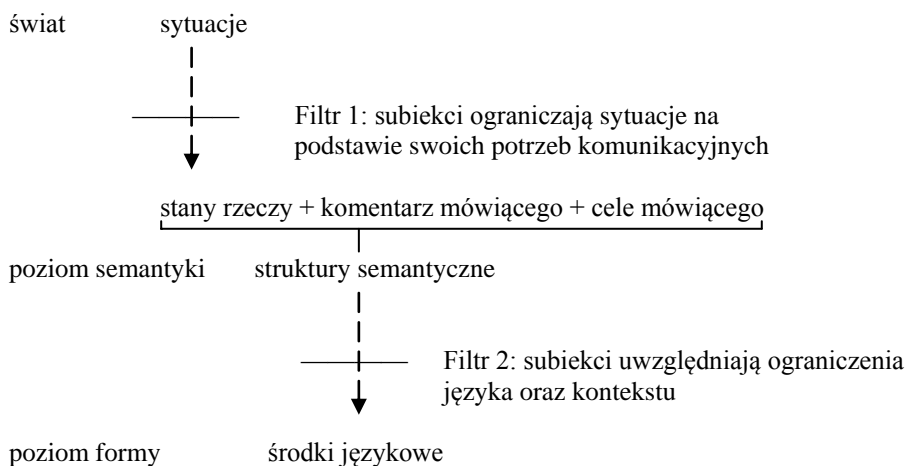 świat sytuacje
Filtr 1: subiekci ograniczają sytuacje na
podstawie swoich potrzeb komunikacyjnych
stany rzeczy + komentarz mówiącego + cele mówiącego
poziom semantyki struktury semantyczne
Filtr 2: subiekci uwzględniają ograniczenia
języka oraz kontekstu
poziom formy środki językowe